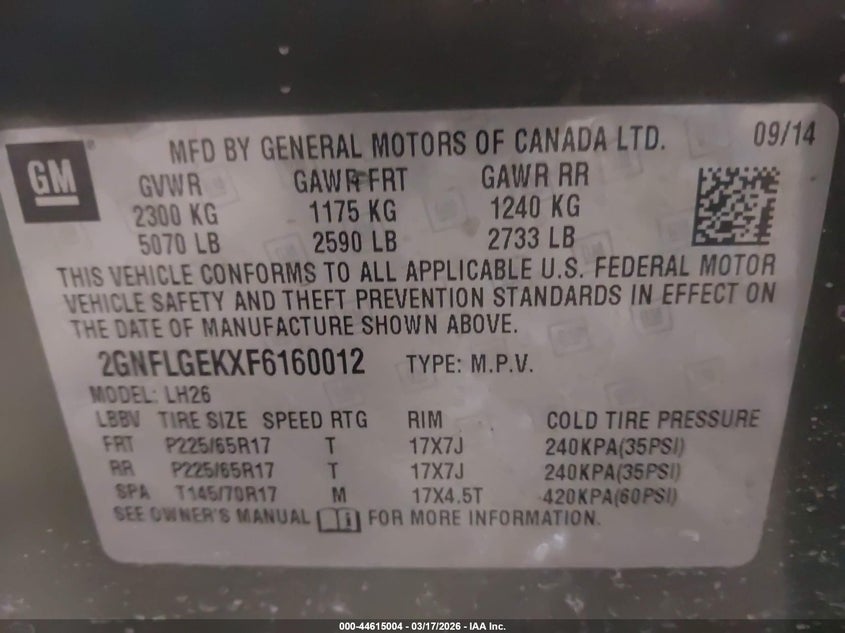 GM
MFD BY GENERAL MOTORS OF CANADA LTD. 09/14
GVWR GAWR FRT GAWR RR
2300 KG 1175 KG 1240 KG
5070 LB 2590 LB 2733 LB
THIS VEHICLE CONFORMS TO ALL APPLICABLE U.S. FEDERAL MOTOR
VEHICLE SAFETY AND THEFT PREVENTION STANDARDS IN EFFECT ON
THE DATE OF MANUFACTURE SHOWN ABOVE.
2GNFLGEKXF6160012 TYPE: M.P.V.
MODEL: LH26
LBBV TIRE SIZE SPEED RTG RIM COLD TIRE PRESSURE
FRT P225/65R17 T 17X7J 240KPA(35PSI)
RR P225/65R17 T 17X7J 240KPA(35PSI)
SPA T145/70R17 M 17X4.5T 420KPA(60PSI)
SEE OWNER'S MANUAL FOR MORE INFORMATION.
000-44615004 - 03/17/2026 - IAA Inc.